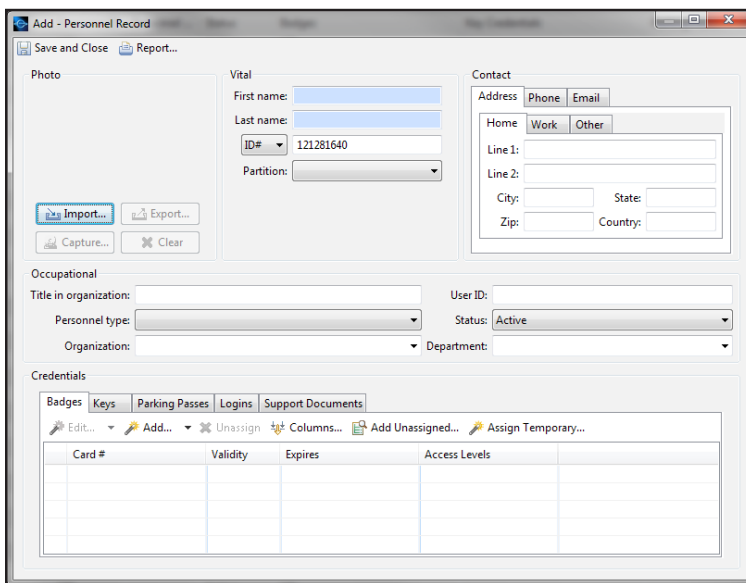 Add - Personnel Record
Save and Close Report...
Photo
Import... Export...
Capture... Clear
Vital
First name:
Last name:
ID# 121281640
Partition:
Contact
Address Phone Email
Home Work Other
Line 1:
Line 2:
City: State:
Zip: Country:
Occupational
Title in organization: User ID:
Personnel type: Status: Active
Organization: Department:
Credentials
Badges Keys Parking Passes Logins Support Documents
Edit... Add... Unassign Columns... Add Unassigned... Assign Temporary...
Card # Validity Expires Access Levels